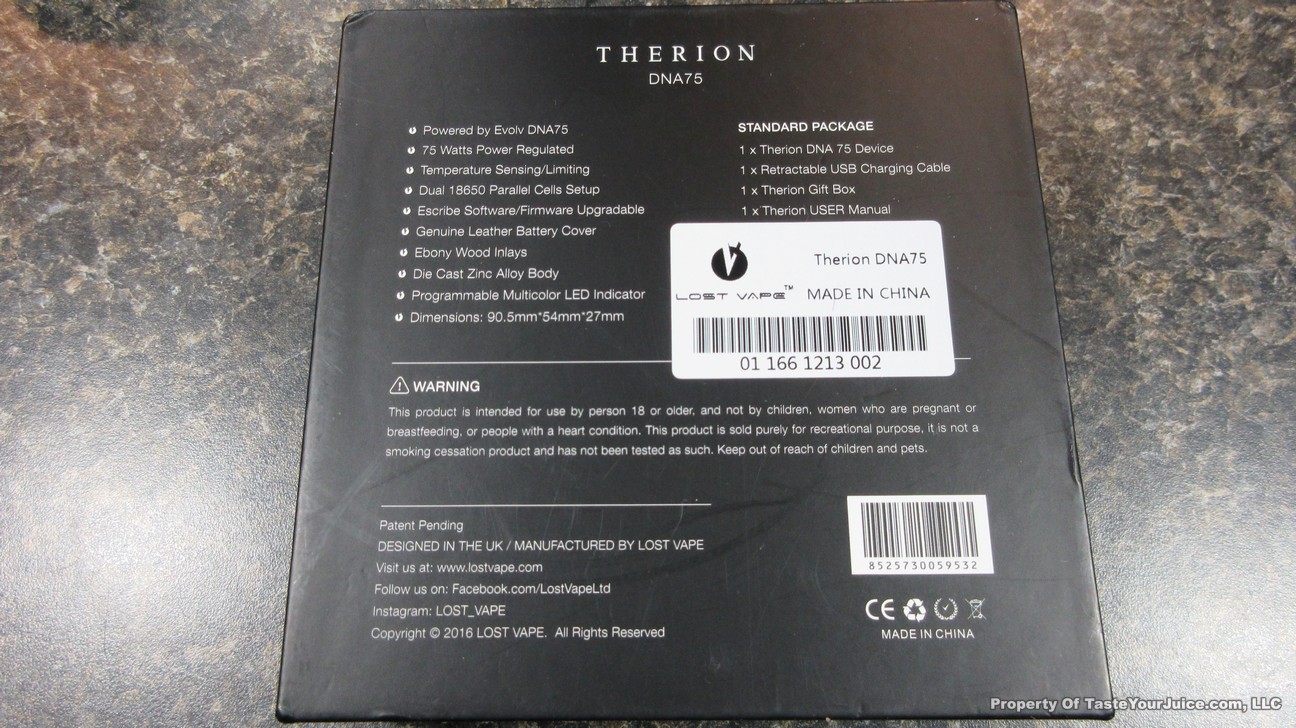 THERION
DNA75
Powered by Evolv DNA75
75 Watts Power Regulated
Temperature Sensing/Limiting
Dual 18650 Parallel Cells Setup
Escribe Software/Firmware Upgradable
Genuine Leather Battery Cover
Ebony Wood Inlays
Die Cast Zinc Alloy Body
Programmable Multicolor LED Indicator
Dimensions: 90.5mm*54mm*27mm
STANDARD PACKAGE
1 x Therion DNA 75 Device
1 x Retractable USB Charging Cable
1 x Therion Gift Box
1 x Therion USER Manual
Therion DNA75
LOST VAPE™ MADE IN CHINA
01 166 1213 002
WARNING
This product is intended for use by person 18 or older, and not by children, women who are pregnant or
breastfeeding, or people with a heart condition. This product is sold purely for recreational purpose, it is not a
smoking cessation product and has not been tested as such. Keep out of reach of children and pets.
Patent Pending
DESIGNED IN THE UK / MANUFACTURED BY LOST VAPE
Visit us at: www.lostvape.com
Follow us on: Facebook.com/LostVapeLtd
Instagram: LOST_VAPE
Copyright © 2016 LOST VAPE. All Rights Reserved
8525730059532
CE
MADE IN CHINA
Property Of TasteYourJuice.com, LLC